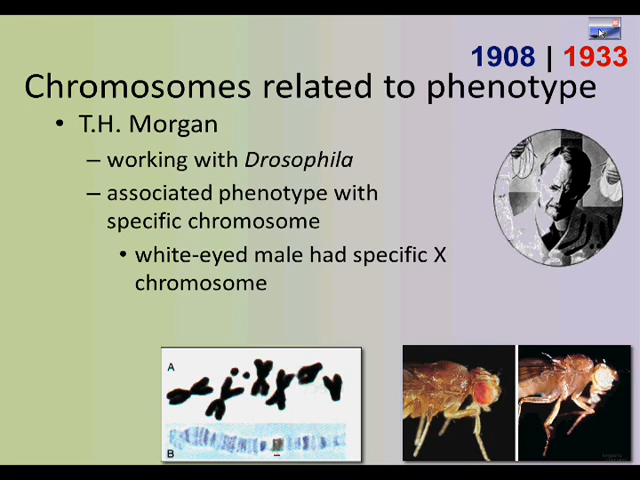 1908 | 1933
Chromosomes related to phenotype
• T.H. Morgan
– working with Drosophila
– associated phenotype with
specific chromosome
• white-eyed male had specific X
chromosome
A
B